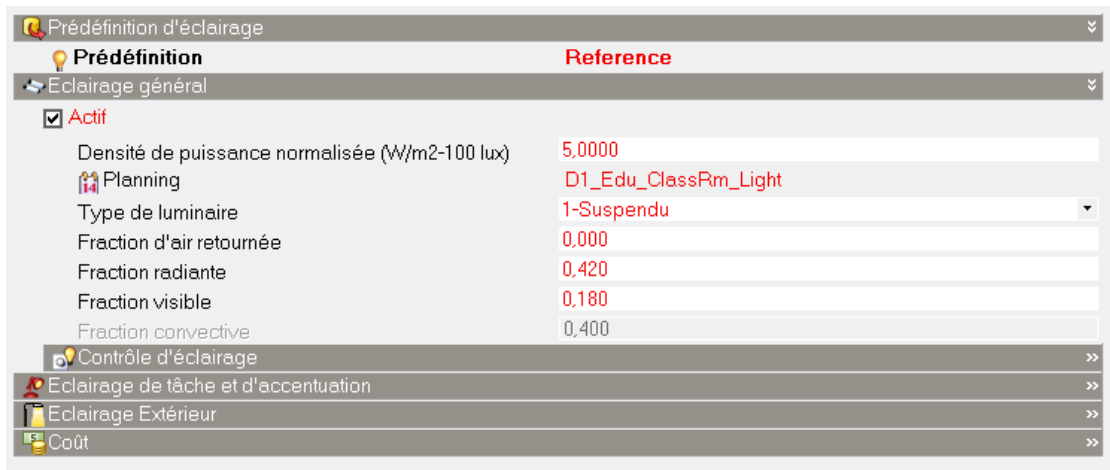 Prédéfinition d'éclairage
Prédéfinition Reference
Eclairage général
Actif
Densité de puissance normalisée (W/m2-100 lux) 5,0000
14 Planning D1_Edu_ClassRm_Light
Type de luminaire 1-Suspendu
Fraction d'air retournée 0,000
Fraction radiante 0,420
Fraction visible 0,180
Fraction convective 0,400
Contrôle d'éclairage
Eclairage de tâche et d'accentuation
Eclairage Extérieur
Coût